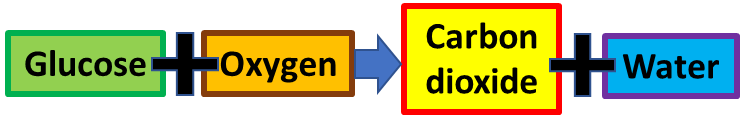 Glucose + Oxygen Carbon
dioxide + Water